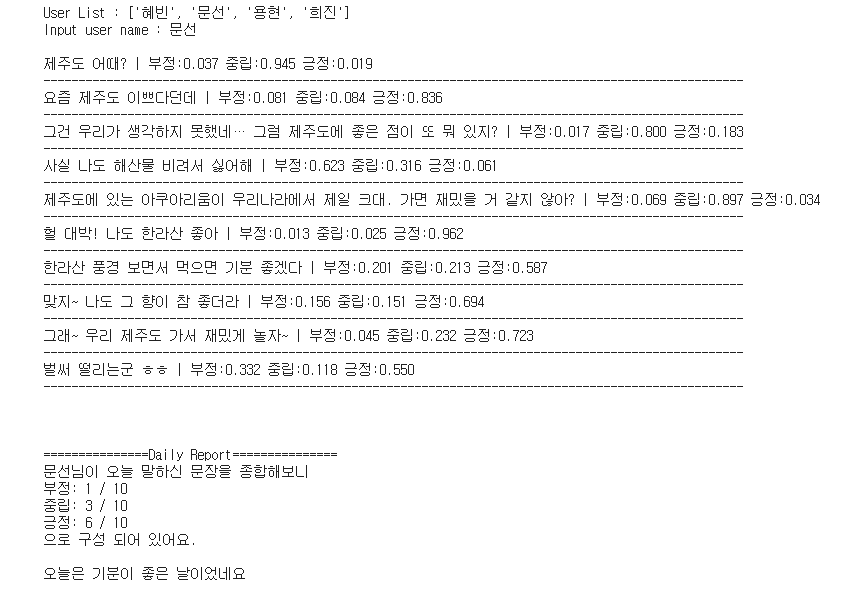 User List : ['혜빈', '문선', '용현', '희진']
Input user name : 문선
제주도 어때? | 부정:0.037 중립:0.945 긍정:0.019
----------------------------------------------------------------------------------------------------
요즘 제주도 이쁘다던데 | 부정:0.081 중립:0.084 긍정:0.836
----------------------------------------------------------------------------------------------------
그건 우리가 생각하지 못했네… 그럼 제주도에 좋은 점이 또 뭐 있지? | 부정:0.017 중립:0.800 긍정:0.183
----------------------------------------------------------------------------------------------------
사실 나도 해산물 비려서 싫어해 | 부정:0.623 중립:0.316 긍정:0.061
----------------------------------------------------------------------------------------------------
제주도에 있는 아쿠아리움이 우리나라에서 제일 크대. 가면 재밌을 거 같지 않아? | 부정:0.069 중립:0.897 긍정:0.034
----------------------------------------------------------------------------------------------------
헐 대박! 나도 한라산 좋아 | 부정:0.013 중립:0.025 긍정:0.962
----------------------------------------------------------------------------------------------------
한라산 풍경 보면서 먹으면 기분 좋겠다 | 부정:0.201 중립:0.213 긍정:0.587
----------------------------------------------------------------------------------------------------
맞지~ 나도 그 향이 참 좋더라 | 부정:0.156 중립:0.151 긍정:0.694
----------------------------------------------------------------------------------------------------
그래~ 우리 제주도 가서 재밌게 놀자~ | 부정:0.045 중립:0.232 긍정:0.723
----------------------------------------------------------------------------------------------------
벌써 떨리는군 ㅎㅎ | 부정:0.332 중립:0.118 긍정:0.550
----------------------------------------------------------------------------------------------------
===============Daily Report===============
문선님이 오늘 말하신 문장을 종합해보니
부정: 1 / 10
중립: 3 / 10
긍정: 6 / 10
으로 구성 되어 있어요.
오늘은 기분이 좋은 날이었네요